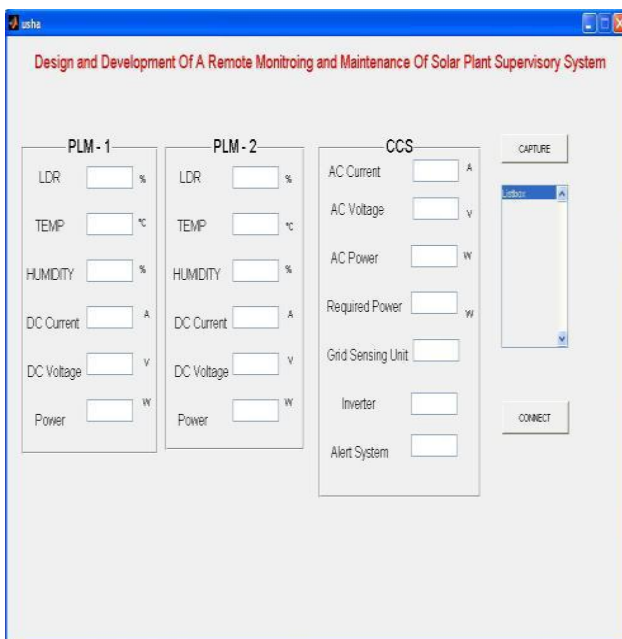 usha
Design and Development Of A Remote Monitroing and Maintenance Of Solar Plant Supervisory System
PLM - 1
LDR %
TEMP °C
HUMIDITY %
DC Current A
DC Voltage V
Power W
PLM - 2
LDR %
TEMP °C
HUMIDITY %
DC Current A
DC Voltage V
Power W
CCS
AC Current A
AC Voltage V
AC Power W
Required Power W
Grid Sensing Unit
Inverter
Alert System
CAPTURE
Listbox
CONNECT